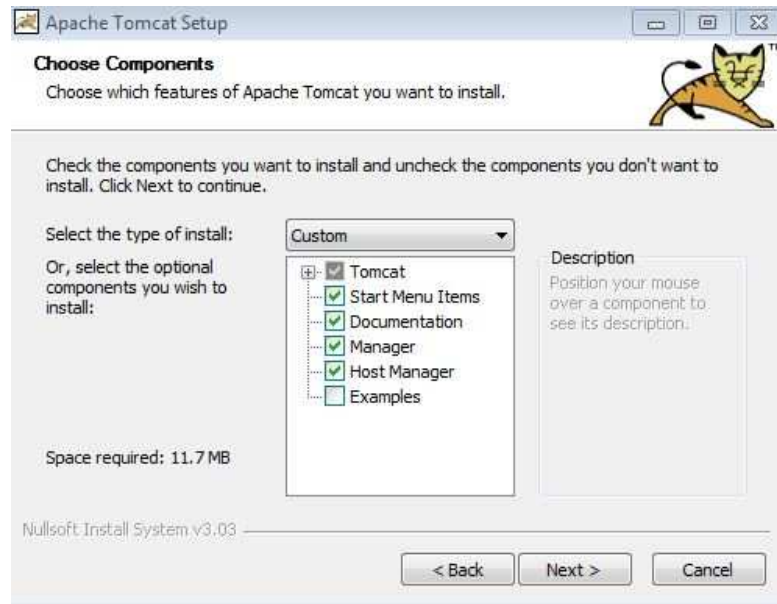 Apache Tomcat Setup
Choose Components
Choose which features of Apache Tomcat you want to install.
Check the components you want to install and uncheck the components you don't want to
install. Click Next to continue.
Select the type of install:
Custom
Or, select the optional
components you wish to
install:
Tomcat
Start Menu Items
Documentation
Manager
Host Manager
Examples
Description
Position your mouse
over a component to
see its description.
Space required: 11.7 MB
Nullsoft Install System v3.03
< Back
Next >
Cancel